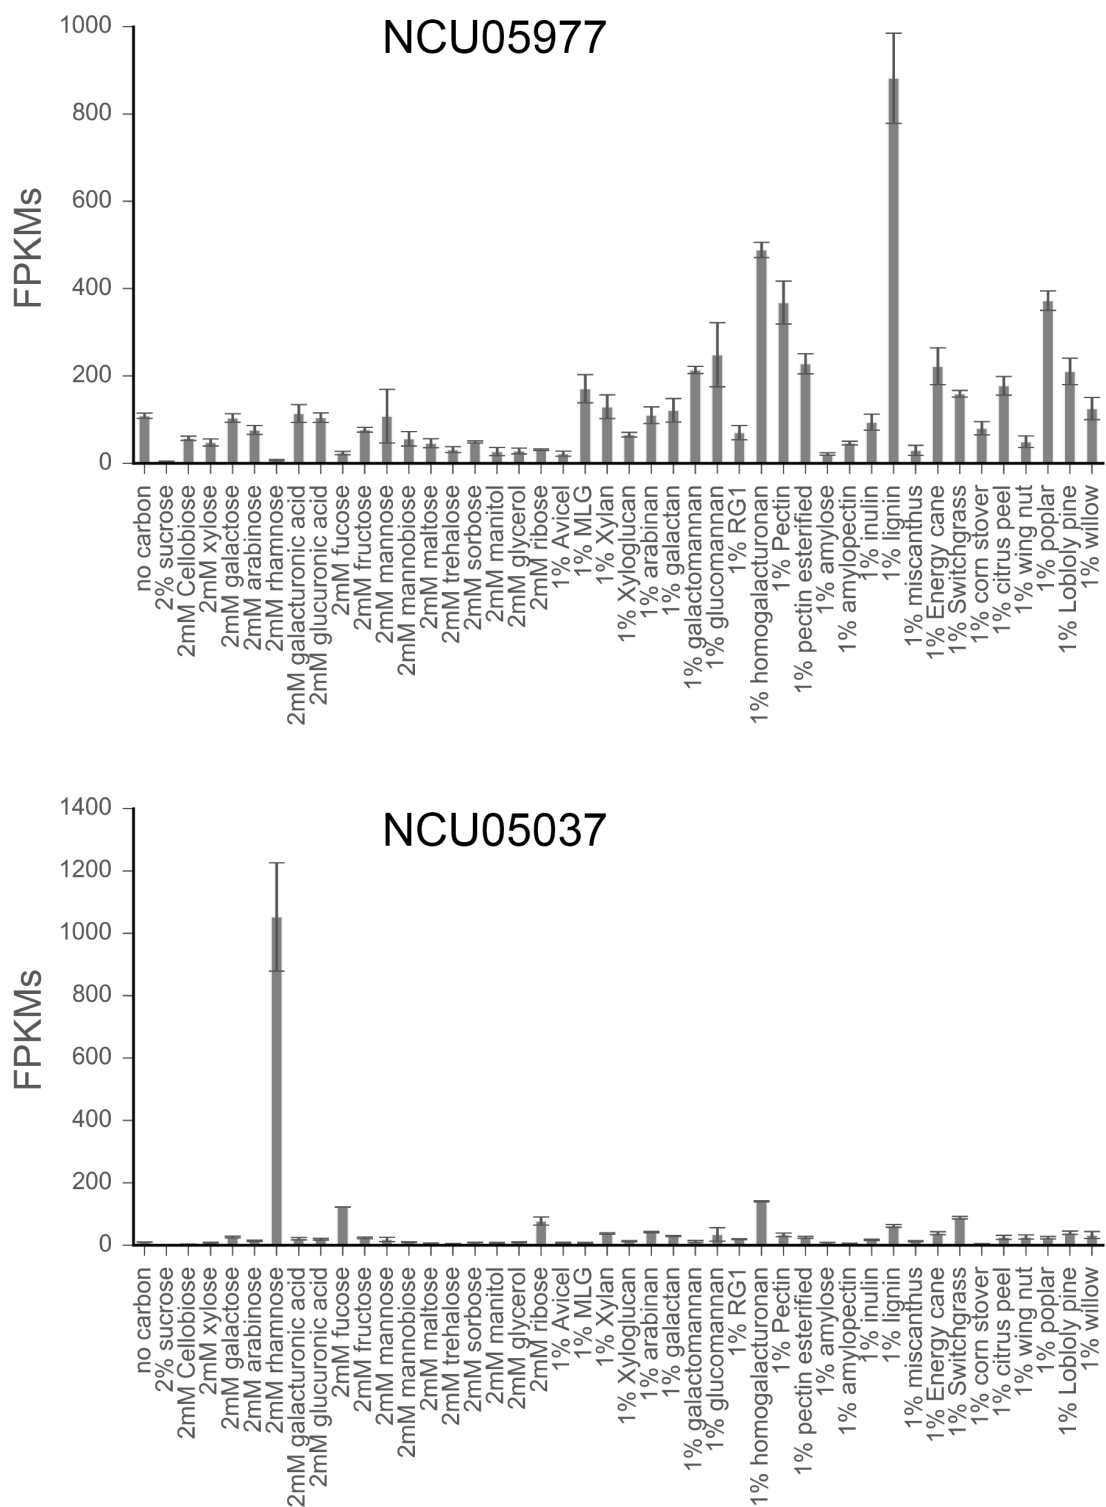 NCU05977
FPKMs
1000
800
600
400
200
0
no carbon
2% sucrose
2mM Cellobiose
2mM xylose
2mM galactose
2mM arabinose
2mM rhamnose
2mM galacturonic acid
2mM glucuronic acid
2mM fucose
2mM fructose
2mM mannose
2mM mannobiose
2mM maltose
2mM trehalose
2mM sorbose
2mM manitol
2mM glycerol
2mM ribose
1% Avicel
1% MLG
1% Xylan
1% Xyloglucan
1% arabinan
1% galactan
1% galactomannan
1% glucomannan
1% RG1
1% homogalacturonan
1% Pectin
1% pectin esterified
1% amylose
1% amylopectin
1% inulin
1% lignin
1% miscanthus
1% Energy cane
1% Switchgrass
1% corn stover
1% citrus peel
1% wing nut
1% poplar
1% Loblolly pine
1% willow
NCU05037
FPKMs
1400
1200
1000
800
600
400
200
0
no carbon
2% sucrose
2mM Cellobiose
2mM xylose
2mM galactose
2mM arabinose
2mM rhamnose
2mM galacturonic acid
2mM glucuronic acid
2mM fucose
2mM fructose
2mM mannose
2mM mannobiose
2mM maltose
2mM trehalose
2mM sorbose
2mM manitol
2mM glycerol
2mM ribose
1% Avicel
1% MLG
1% Xylan
1% Xyloglucan
1% arabinan
1% galactan
1% galactomannan
1% glucomannan
1% RG1
1% homogalacturonan
1% Pectin
1% pectin esterified
1% amylose
1% amylopectin
1% inulin
1% lignin
1% miscanthus
1% Energy cane
1% Switchgrass
1% corn stover
1% citrus peel
1% wing nut
1% poplar
1% Loblolly pine
1% willow